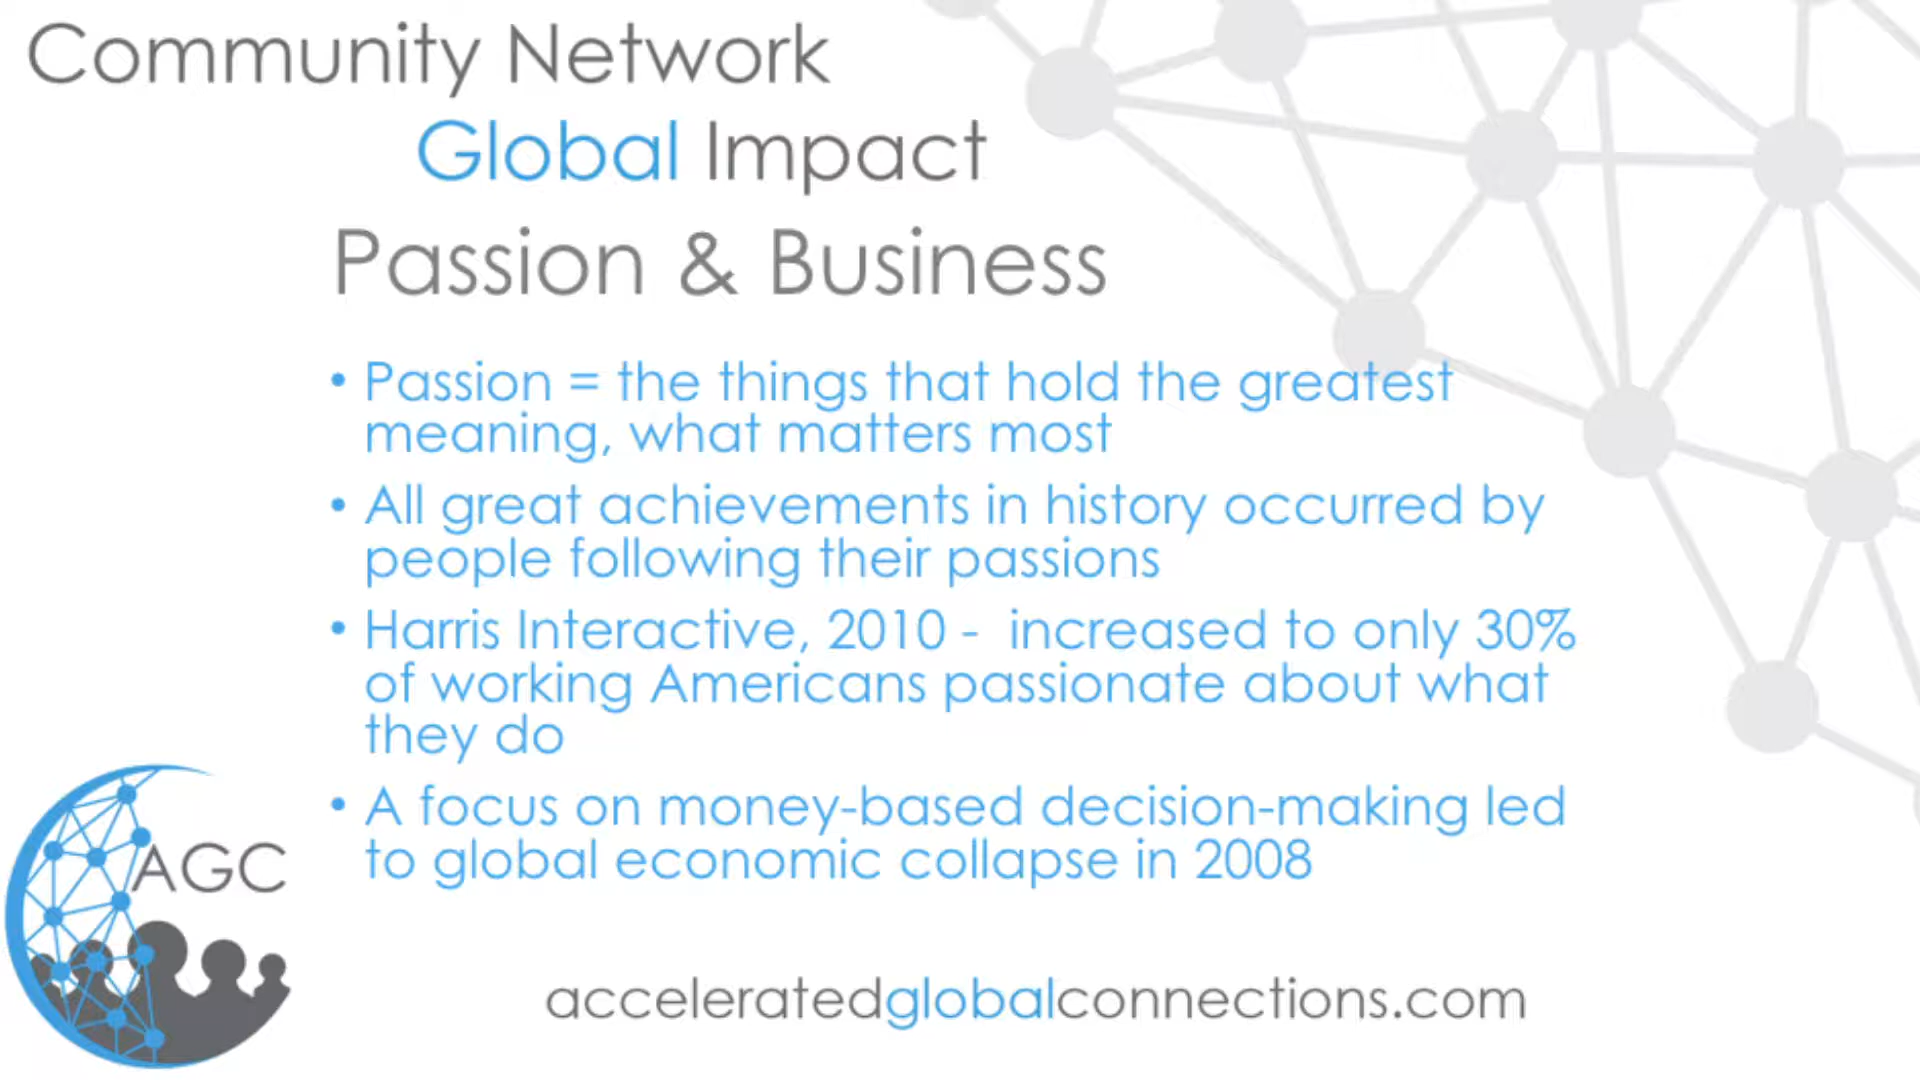 Community Network
Global Impact
Passion & Business
• Passion = the things that hold the greatest
meaning, what matters most
• All great achievements in history occurred by
people following their passions
• Harris Interactive, 2010 -  increased to only 30%
of working Americans passionate about what
they do
• A focus on money-based decision-making led
to global economic collapse in 2008
AGC
acceleratedglobalconnections.com